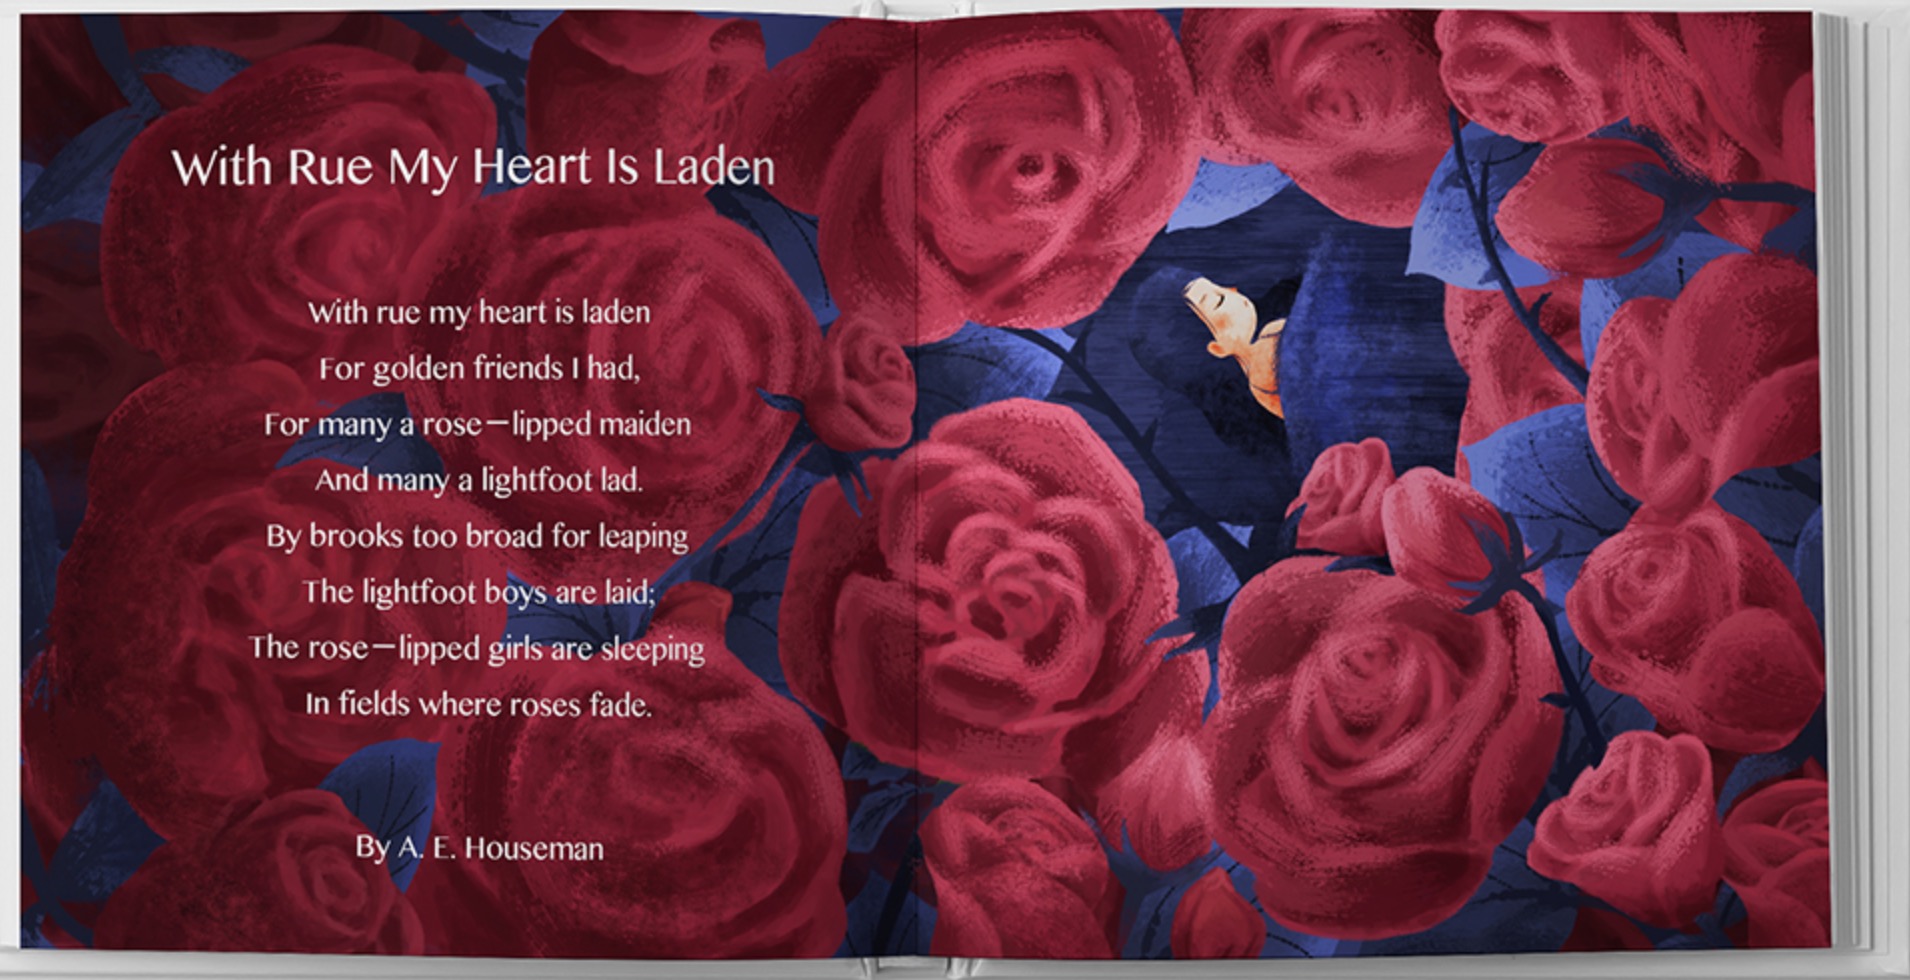 With Rue My Heart Is Laden
With rue my heart is laden
For golden friends I had,
For many a rose—lipped maiden
And many a lightfoot lad.
By brooks too broad for leaping
The lightfoot boys are laid;
The rose—lipped girls are sleeping
In fields where roses fade.
By A. E. Houseman